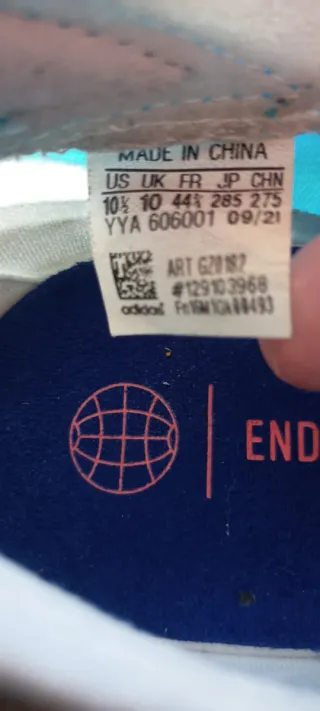 MADE IN CHINA
US UK FR JP CHN
10½ 10 44⅔ 285 275
YYA 606001 09/21
ART GZ0182
#129103968
adidas
END